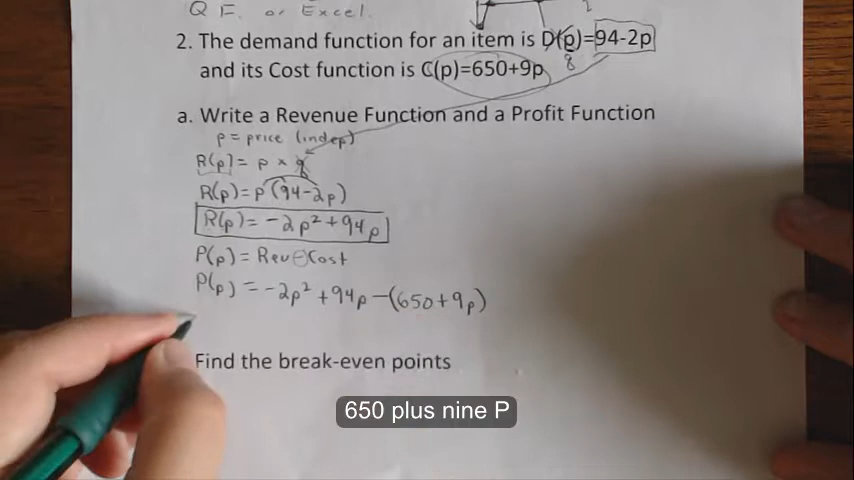 Q F. or Excel.
2. The demand function for an item is D(p)=94-2p
8
and its Cost function is C(p)=650+9p
a. Write a Revenue Function and a Profit Function
p = price (indep)
R(p) = p × q
R(p) = p (94-2p)
R(p) = -2p² + 94p
P(p) = Rev - Cost
P(p) = -2p² + 94p - (650 + 9p)
Find the break-even points
650 plus nine P